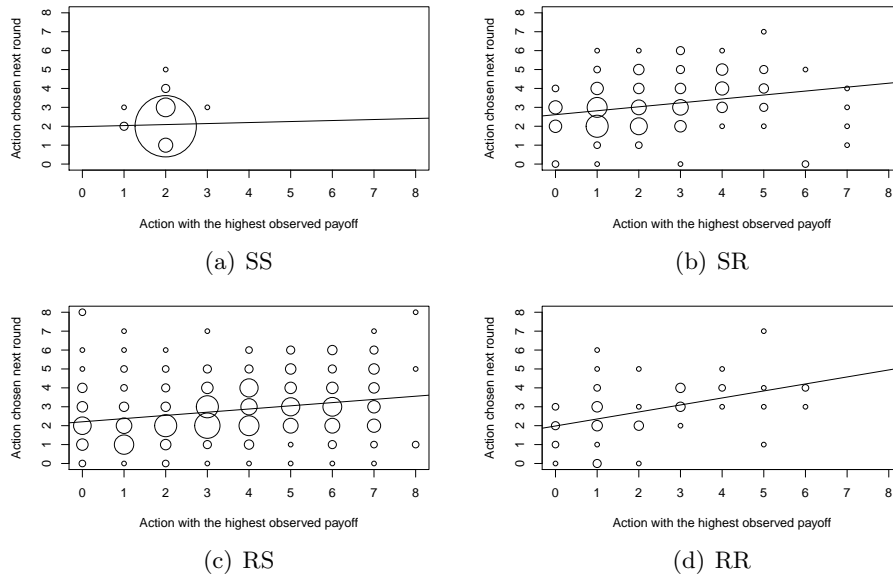 Action chosen next round
0 1 2 3 4 5 6 7 8
0 1 2 3 4 5 6 7 8
Action with the highest observed payoff
(a) SS
Action chosen next round
0 1 2 3 4 5 6 7 8
0 1 2 3 4 5 6 7 8
Action with the highest observed payoff
(b) SR
Action chosen next round
0 1 2 3 4 5 6 7 8
0 1 2 3 4 5 6 7 8
Action with the highest observed payoff
(c) RS
Action chosen next round
0 1 2 3 4 5 6 7 8
0 1 2 3 4 5 6 7 8
Action with the highest observed payoff
(d) RR